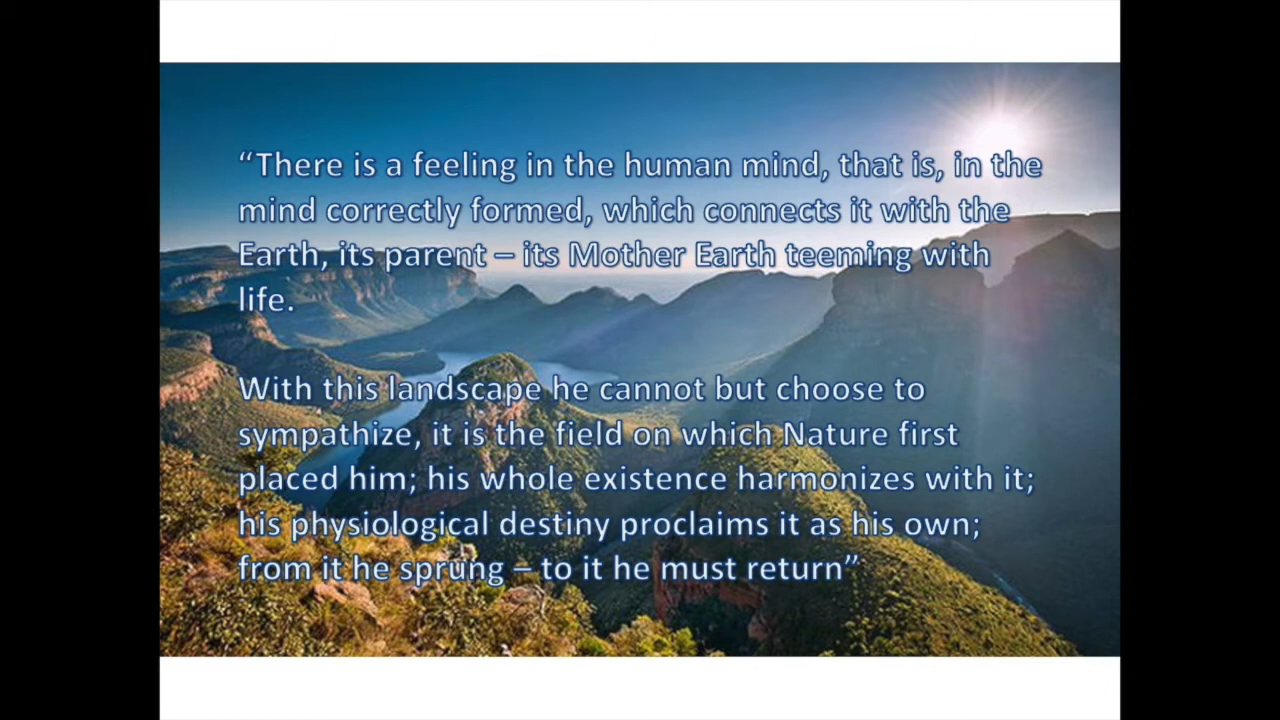 “There is a feeling in the human mind, that is, in the
mind correctly formed, which connects it with the
Earth, its parent – its Mother Earth teeming with
life.
With this landscape he cannot but choose to
sympathize, it is the field on which Nature first
placed him; his whole existence harmonizes with it;
his physiological destiny proclaims it as his own;
from it he sprung – to it he must return”